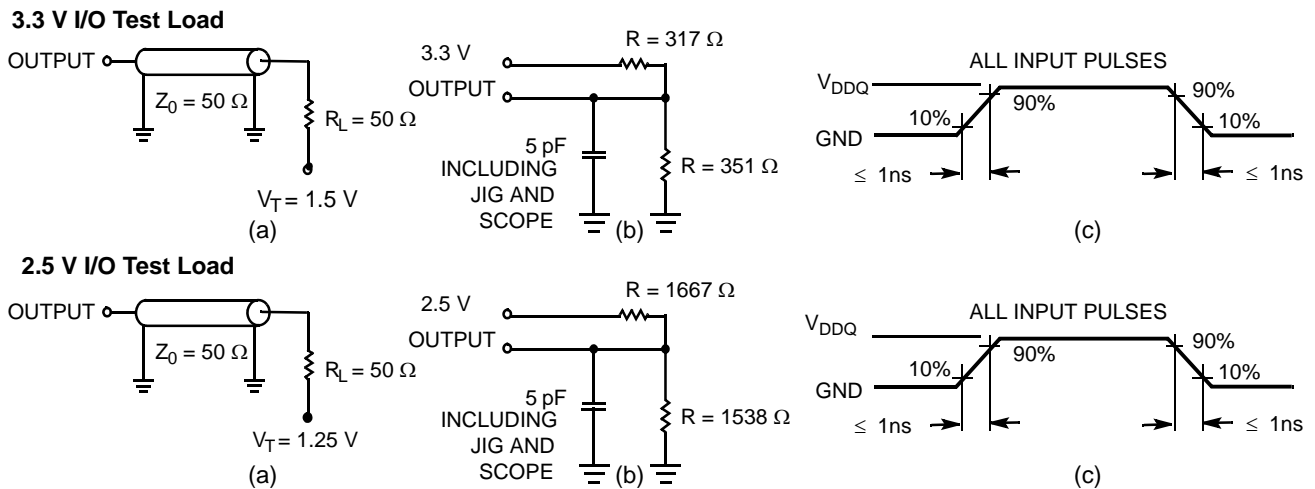 3.3 V I/O Test Load
OUTPUT
Z0 = 50 Ω
RL = 50 Ω
VT = 1.5 V
(a)
3.3 V
OUTPUT
R = 317 Ω
5 pF
INCLUDING
JIG AND
SCOPE
R = 351 Ω
(b)
ALL INPUT PULSES
VDDQ
GND
10%
90%
90%
10%
≤ 1ns
≤ 1ns
(c)
2.5 V I/O Test Load
OUTPUT
Z0 = 50 Ω
RL = 50 Ω
VT = 1.25 V
(a)
2.5 V
OUTPUT
R = 1667 Ω
5 pF
INCLUDING
JIG AND
SCOPE
R = 1538 Ω
(b)
ALL INPUT PULSES
VDDQ
GND
10%
90%
90%
10%
≤ 1ns
≤ 1ns
(c)